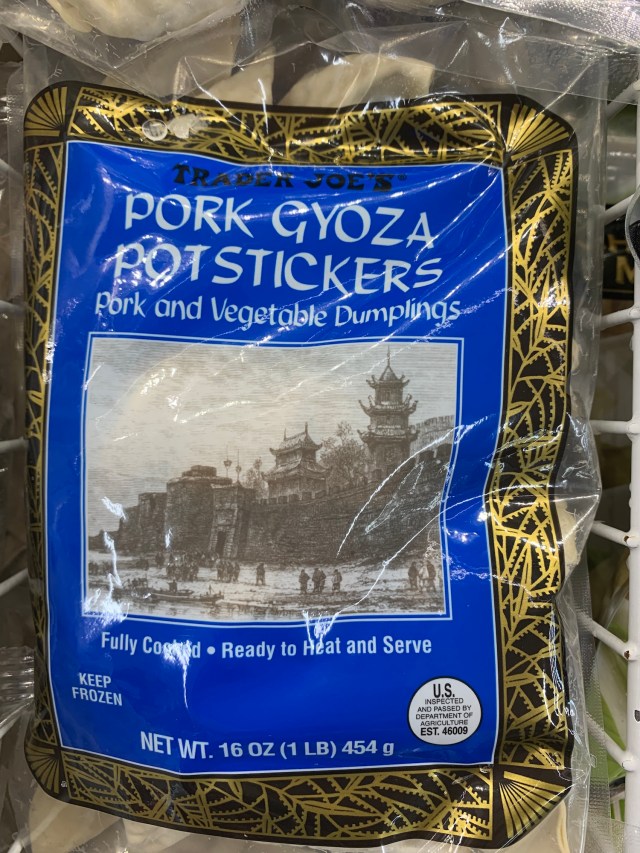 TRADER JOE'S®
PORK GYOZA
POTSTICKERS
Pork and Vegetable Dumplings
Fully Cooked • Ready to Heat and Serve
KEEP
FROZEN
U.S.
INSPECTED
AND PASSED BY
DEPARTMENT OF
AGRICULTURE
EST. 46009
NET WT. 16 OZ (1 LB) 454 g